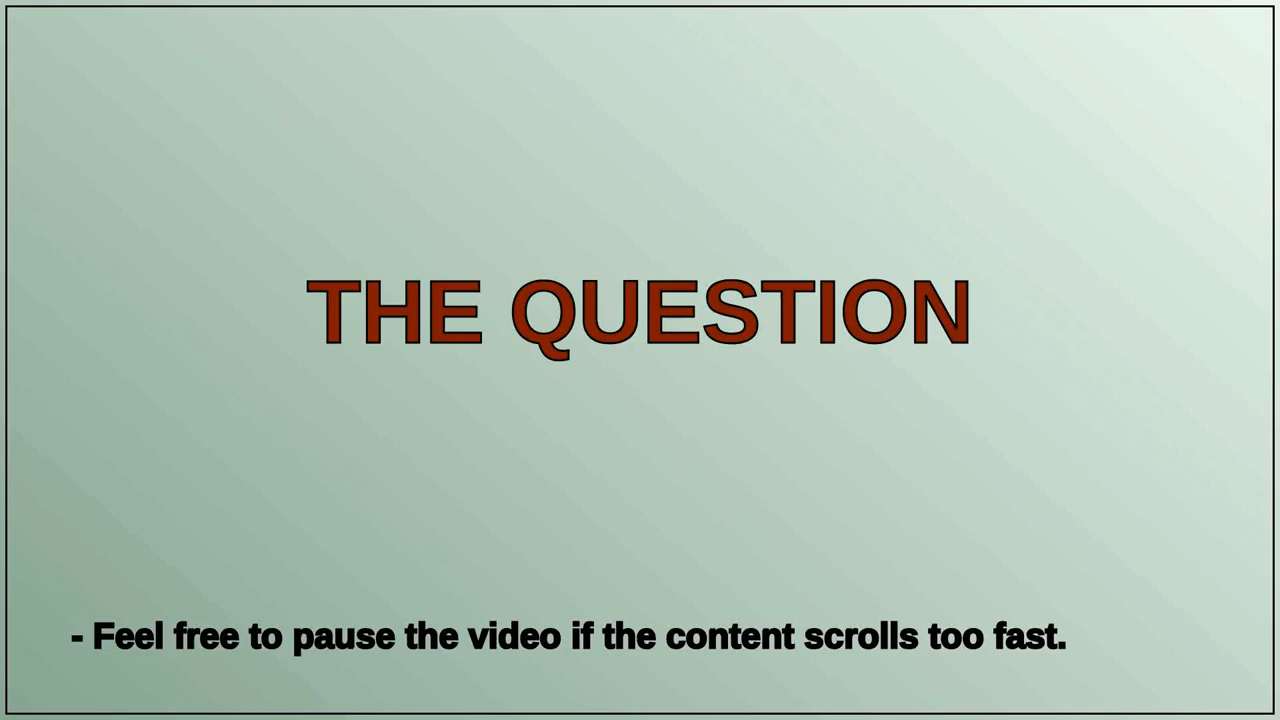 THE QUESTION
- Feel free to pause the video if the content scrolls too fast.